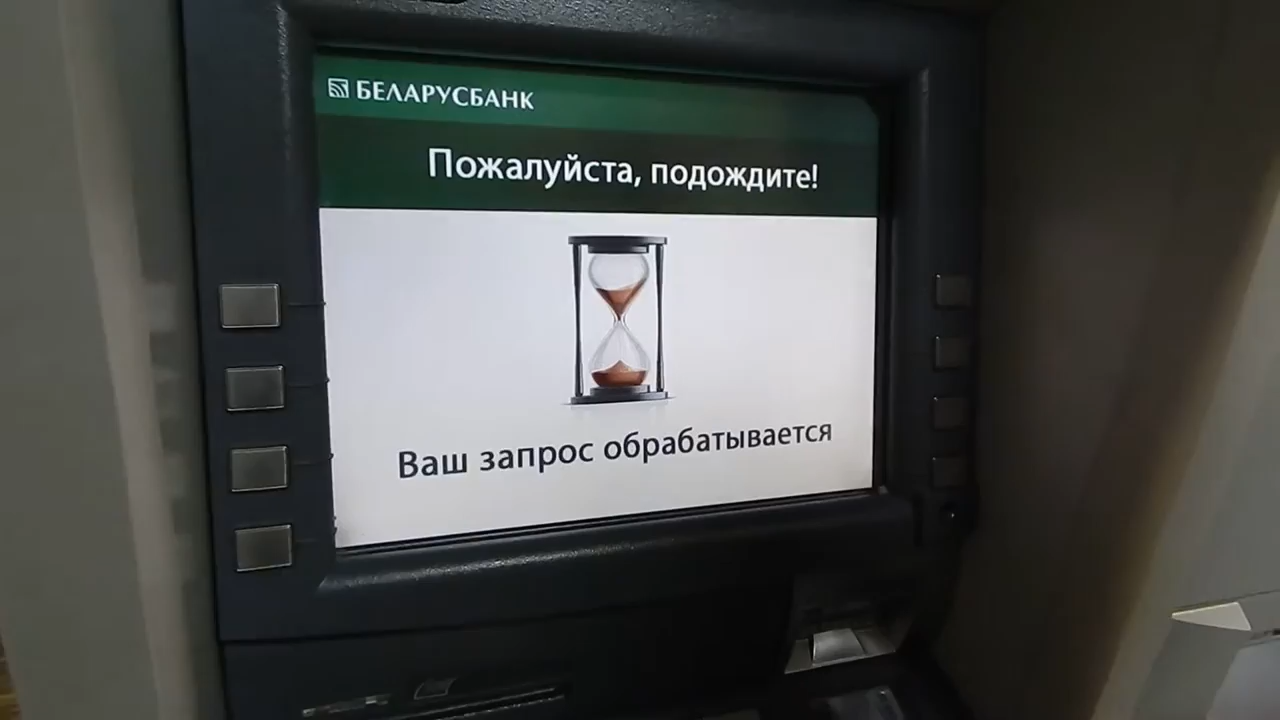 БЕЛАРУСБАНК
Пожалуйста, подождите!
Ваш запрос обрабатывается